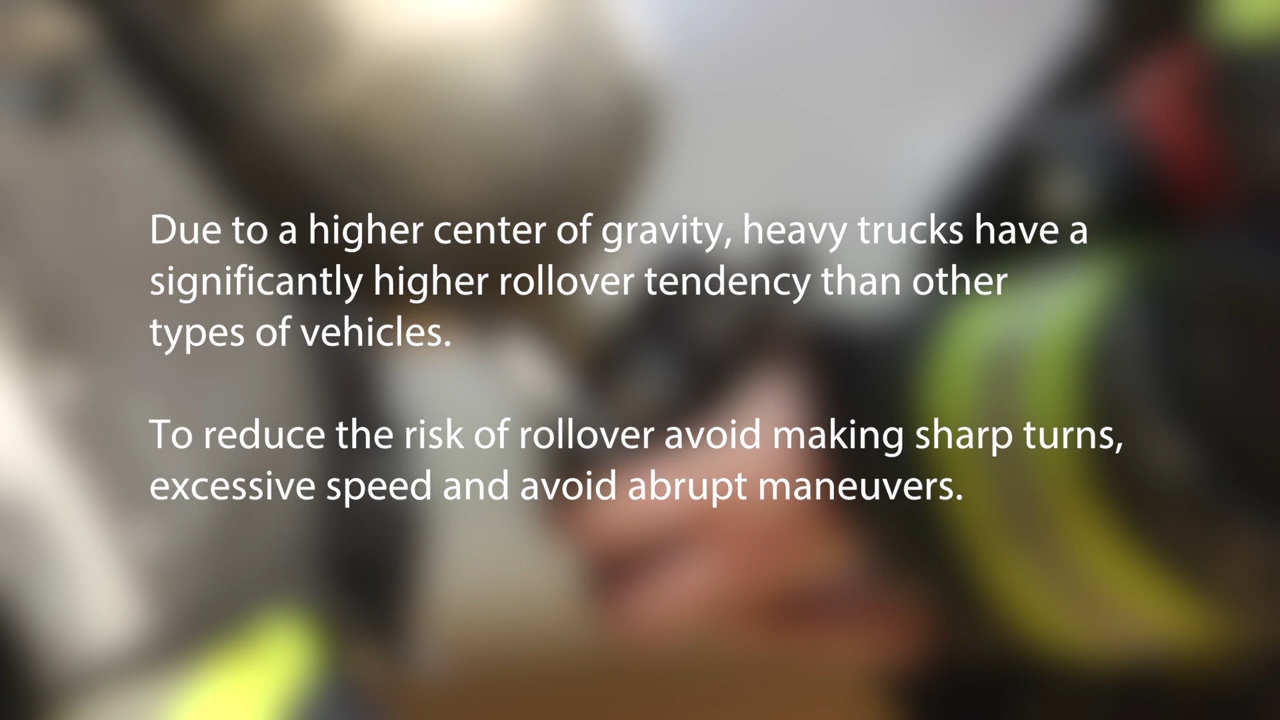 Due to a higher center of gravity, heavy trucks have a
significantly higher rollover tendency than other
types of vehicles.
To reduce the risk of rollover avoid making sharp turns,
excessive speed and avoid abrupt maneuvers.